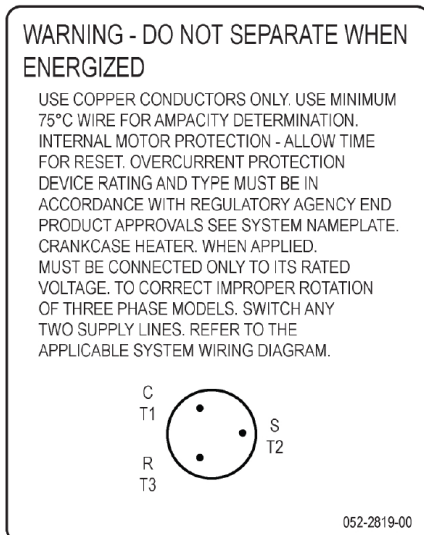 WARNING - DO NOT SEPARATE WHEN
ENERGIZED
USE COPPER CONDUCTORS ONLY. USE MINIMUM
75°C WIRE FOR AMPACITY DETERMINATION.
INTERNAL MOTOR PROTECTION - ALLOW TIME
FOR RESET. OVERCURRENT PROTECTION
DEVICE RATING AND TYPE MUST BE IN
ACCORDANCE WITH REGULATORY AGENCY END
PRODUCT APPROVALS SEE SYSTEM NAMEPLATE.
CRANKCASE HEATER. WHEN APPLIED.
MUST BE CONNECTED ONLY TO ITS RATED
VOLTAGE. TO CORRECT IMPROPER ROTATION
OF THREE PHASE MODELS. SWITCH ANY
TWO SUPPLY LINES. REFER TO THE
APPLICABLE SYSTEM WIRING DIAGRAM.
C
T1
S
T2
R
T3
052-2819-00